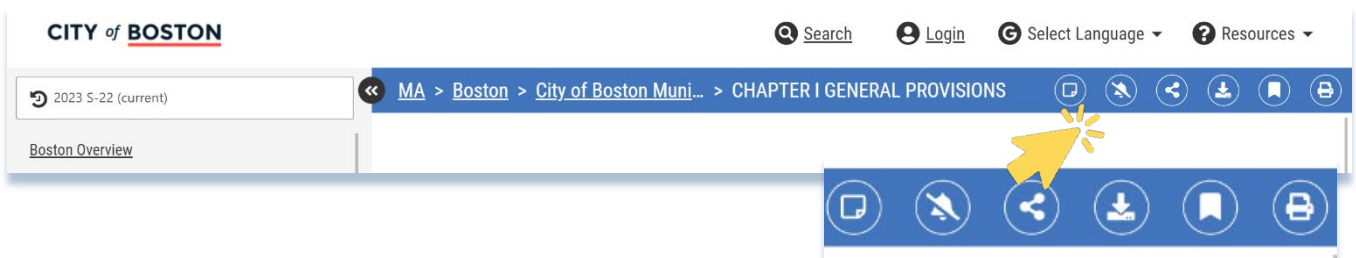 CITY of BOSTON
Search
Login
Select Language
Resources
2023 S-22 (current)
MA > Boston > City of Boston Muni... > CHAPTER I GENERAL PROVISIONS
Boston Overview